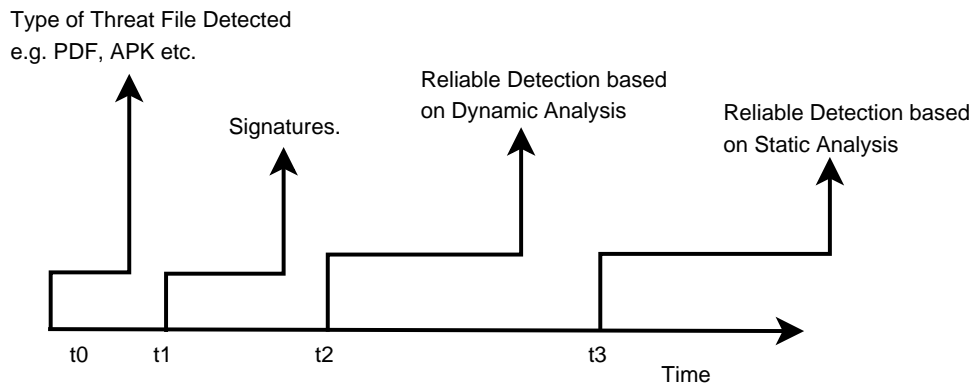 Type of Threat File Detected
e.g. PDF, APK etc.
Signatures.
Reliable Detection based
on Dynamic Analysis
Reliable Detection based
on Static Analysis
t0
t1
t2
t3
Time